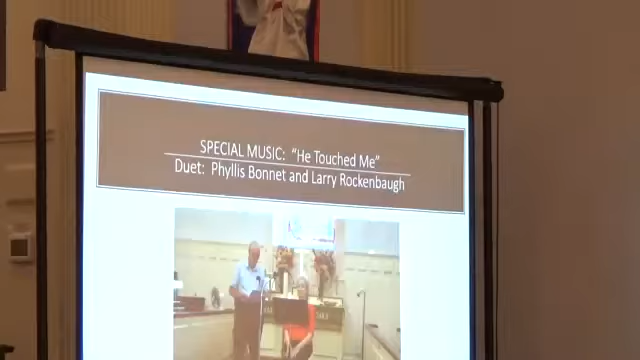 SPECIAL MUSIC:  “He Touched Me”
Duet:  Phyllis Bonnet and Larry Rockenbaugh